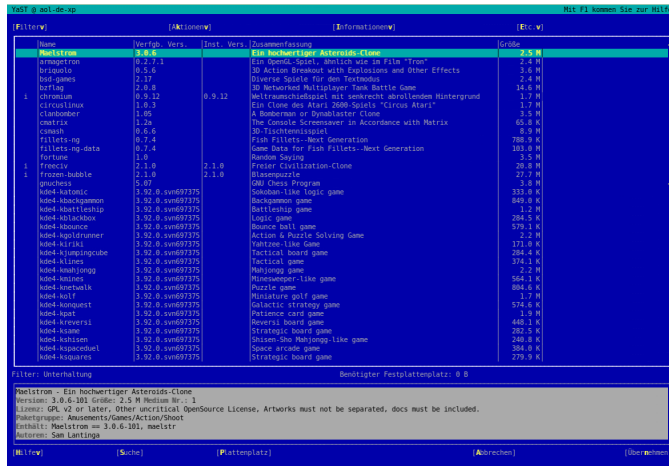 YaST @ aol-de-xp Mit F1 kommen Sie zur Hilfe
[Filterv] [Aktionenv] [Informationenv] [Etc.v]
Name Verfgb. Vers. Inst. Vers. Zusammenfassung Größe
Maelstrom 3.0.6 Ein hochwertiger Asteroids-Clone 2.5 M
armagetron 0.2.7.1 Ein OpenGL-Spiel, ähnlich wie im Film "Tron" 2.4 M
briquolo 0.5.6 3D Action Breakout with Explosions and Other Effects 3.6 M
bsd-games 2.17 Diverse Spiele für den Textmodus 2.4 M
bzflag 2.0.8 3D Networked Multiplayer Tank Battle Game 14.6 M
i chromium 0.9.12 0.9.12 Weltraumschießspiel mit senkrecht abrollendem Hintergrund 1.7 M
circuslinux 1.0.3 Ein Clone des Atari 2600-Spiels "Circus Atari" 1.7 M
clanbomber 1.05 A Bomberman or Dynablaster Clone 3.5 M
cmatrix 1.2a The Console Screensaver in Accordance with Matrix 65.8 K
csmash 0.6.6 3D-Tischtennisspiel 8.9 M
fillets-ng 0.7.4 Fish Fillets--Next Generation 780.9 K
fillets-ng-data 0.7.4 Game Data for Fish Fillets--Next Generation 103.0 M
fortune 1.0 Random Saying 3.5 M
i freeciv 2.1.0 2.1.0 Freier Civilization-Clone 20.8 M
i frozen-bubble 2.1.0 2.1.0 Blasenpuzzle 27.7 M
gnuchess 5.07 GNU Chess Program 3.8 M
kde4-katomic 3.92.0.svn697375 Sokoban-like logic game 333.0 K
kde4-kbackgammon 3.92.0.svn697375 Backgammon game 849.0 K
kde4-kbattleship 3.92.0.svn697375 Battleship game 1.2 M
kde4-kblackbox 3.92.0.svn697375 Logic game 284.5 K
kde4-kbounce 3.92.0.svn697375 Bounce ball game 579.1 K
kde4-kgoldrunner 3.92.0.svn697375 Action & Puzzle Solving Game 2.2 M
kde4-kiriki 3.92.0.svn697375 Yahtzee-like Game 171.0 K
kde4-kjumpingcube 3.92.0.svn697375 Tactical board game 284.4 K
kde4-klines 3.92.0.svn697375 Tactical game 374.1 K
kde4-kmahjongg 3.92.0.svn697375 Mahjongg game 2.2 M
kde4-kmines 3.92.0.svn697375 Minesweeper-like game 564.1 K
kde4-knetwalk 3.92.0.svn697375 Puzzle game 804.6 K
kde4-kolf 3.92.0.svn697375 Miniature golf game 1.7 M
kde4-konquest 3.92.0.svn697375 Galactic strategy game 574.6 K
kde4-kpat 3.92.0.svn697375 Patience card game 1.9 M
kde4-kreversi 3.92.0.svn697375 Reversi board game 448.1 K
kde4-ksame 3.92.0.svn697375 Strategic board game 282.5 K
kde4-kshisen 3.92.0.svn697375 Shisen-Sho Mahjongg-like game 240.8 K
kde4-kspaceduel 3.92.0.svn697375 Space arcade game 384.0 K
kde4-ksquares 3.92.0.svn697375 Strategic board game 279.9 K
Filter: Unterhaltung Benötigter Festplattenplatz: 0 B
Maelstrom - Ein hochwertiger Asteroids-Clone
Version: 3.0.6-101 Größe: 2.5 M Medium Nr.: 1
Lizenz: GPL v2 or later, Other uncritical OpenSource License, Artworks must not be separated, docs must be included.
Paketgruppe: Amusements/Games/Action/Shoot
Enthält: Maelstrom == 3.0.6-101, maelstr
Autoren: Sam Lantinga
[Hilfev] [Suche] [Plattenplatz] [Abbrechen] [Übernehmen